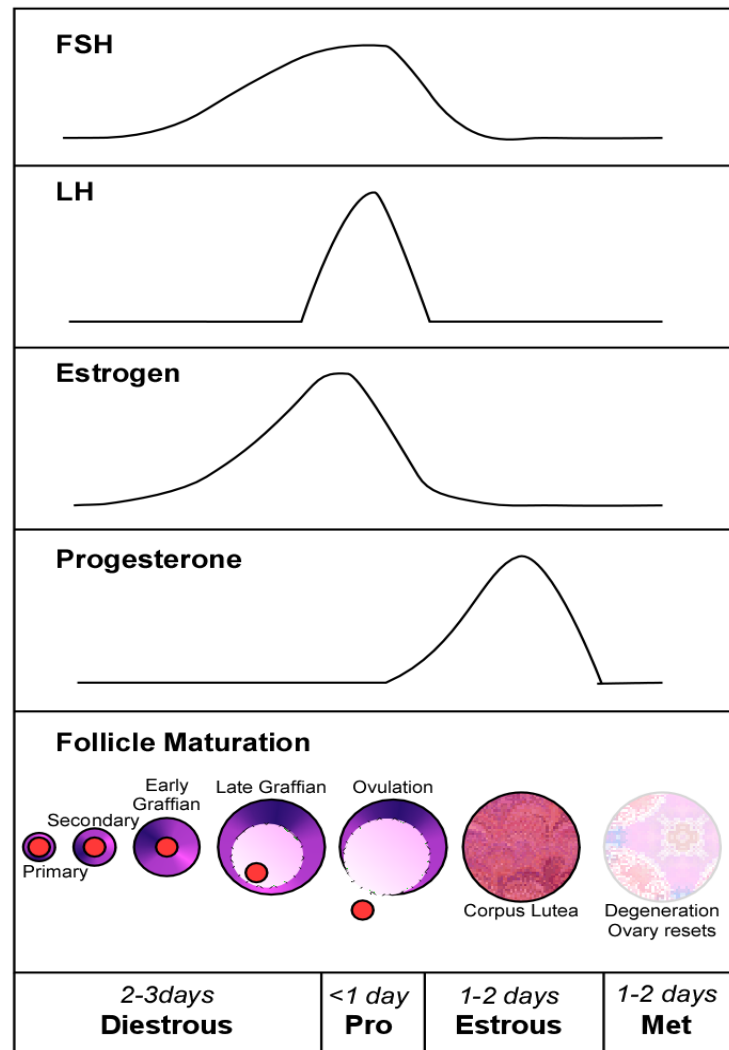 FSH
LH
Estrogen
Progesterone
Follicle Maturation
Early
Graffian
Late Graffian
Ovulation
Secondary
Primary
Corpus Lutea
Degeneration
Ovary resets
2-3days
<1 day
1-2 days
1-2 days
Diestrous
Pro
Estrous
Met